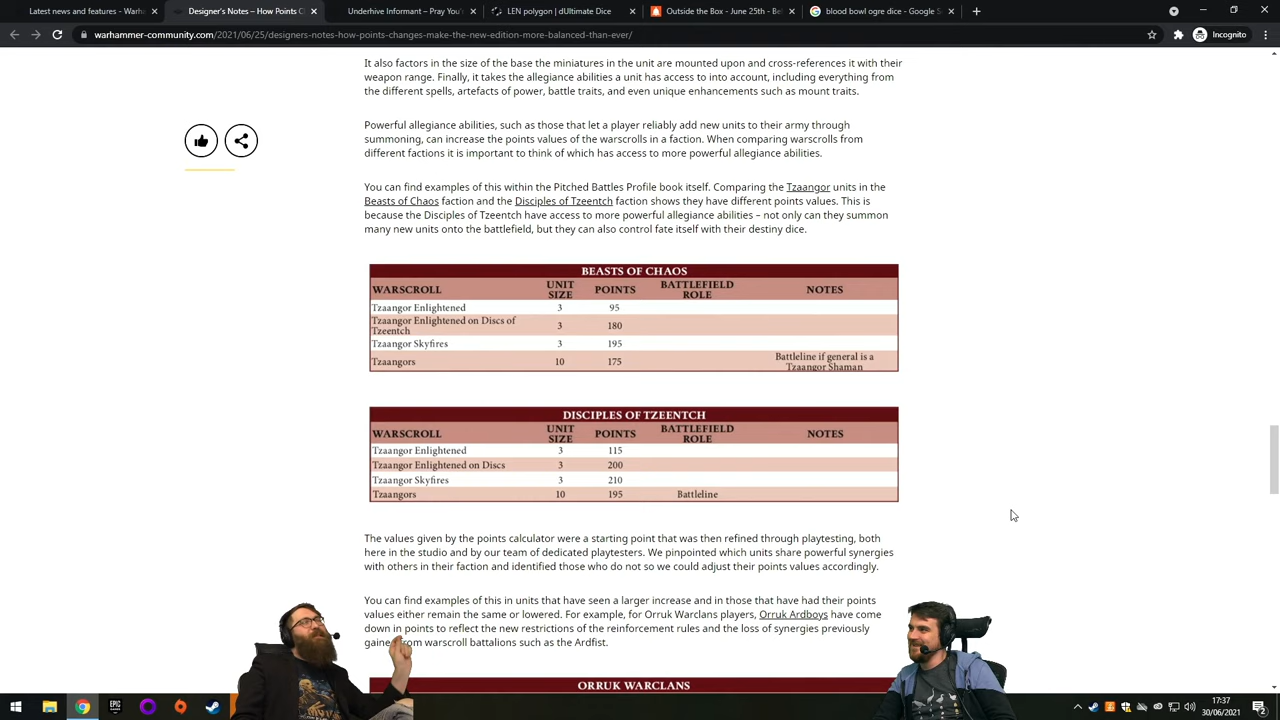 Latest news and features - Warh
Designer's Notes – How Points C
Underhive Informant – Pray You'
LEN polygon | dUltimate Dice
Outside the Box - June 25th - Bel
blood bowl ogre dice - Google S
warhammer-community.com/2021/06/25/designers-notes-how-points-changes-make-the-new-edition-more-balanced-than-ever/
Incognito
It also factors in the size of the base the miniatures in the unit are mounted upon and cross-references it with their
weapon range. Finally, it takes the allegiance abilities a unit has access to into account, including everything from
the different spells, artefacts of power, battle traits, and even unique enhancements such as mount traits.
Powerful allegiance abilities, such as those that let a player reliably add new units to their army through
summoning, can increase the points values of the warscrolls in a faction. When comparing warscrolls from
different factions it is important to think of which has access to more powerful allegiance abilities.
You can find examples of this within the Pitched Battles Profile book itself. Comparing the Tzaangor units in the
Beasts of Chaos faction and the Disciples of Tzeentch faction shows they have different points values. This is
because the Disciples of Tzeentch have access to more powerful allegiance abilities – not only can they summon
many new units onto the battlefield, but they can also control fate itself with their destiny dice.
BEASTS OF CHAOS
WARSCROLL UNIT SIZE POINTS BATTLEFIELD ROLE NOTES
Tzaangor Enlightened 3 95
Tzaangor Enlightened on Discs of Tzeentch 3 180
Tzaangor Skyfires 3 195
Tzaangors 10 175 Battleline if general is a Tzaangor Shaman
DISCIPLES OF TZEENTCH
WARSCROLL UNIT SIZE POINTS BATTLEFIELD ROLE NOTES
Tzaangor Enlightened 3 115
Tzaangor Enlightened on Discs 3 200
Tzaangor Skyfires 3 210
Tzaangors 10 195 Battleline
The values given by the points calculator were a starting point that was then refined through playtesting, both
here in the studio and by our team of dedicated playtesters. We pinpointed which units share powerful synergies
with others in their faction and identified those who do not so we could adjust their points values accordingly.
You can find examples of this in units that have seen a larger increase and in those that have had their points
values either remain the same or lowered. For example, for Orruk Warclans players, Orruk Ardboys have come
down in points to reflect the new restrictions of the reinforcement rules and the loss of synergies previously
gaine from warscroll battalions such as the Ardfist.
ORRUK WARCLANS
17:37
30/06/2021
2